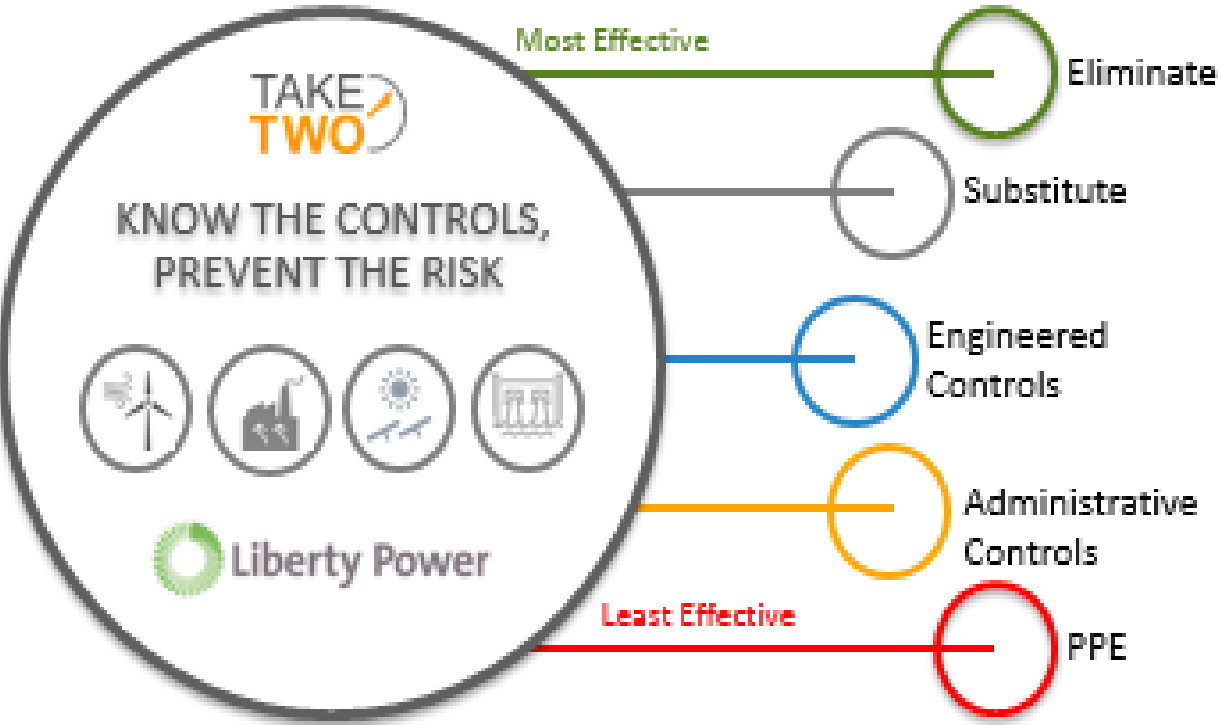 TAKE
TWO
KNOW THE CONTROLS,
PREVENT THE RISK
Liberty Power
Most Effective
Eliminate
Substitute
Engineered
Controls
Administrative
Controls
Least Effective
PPE